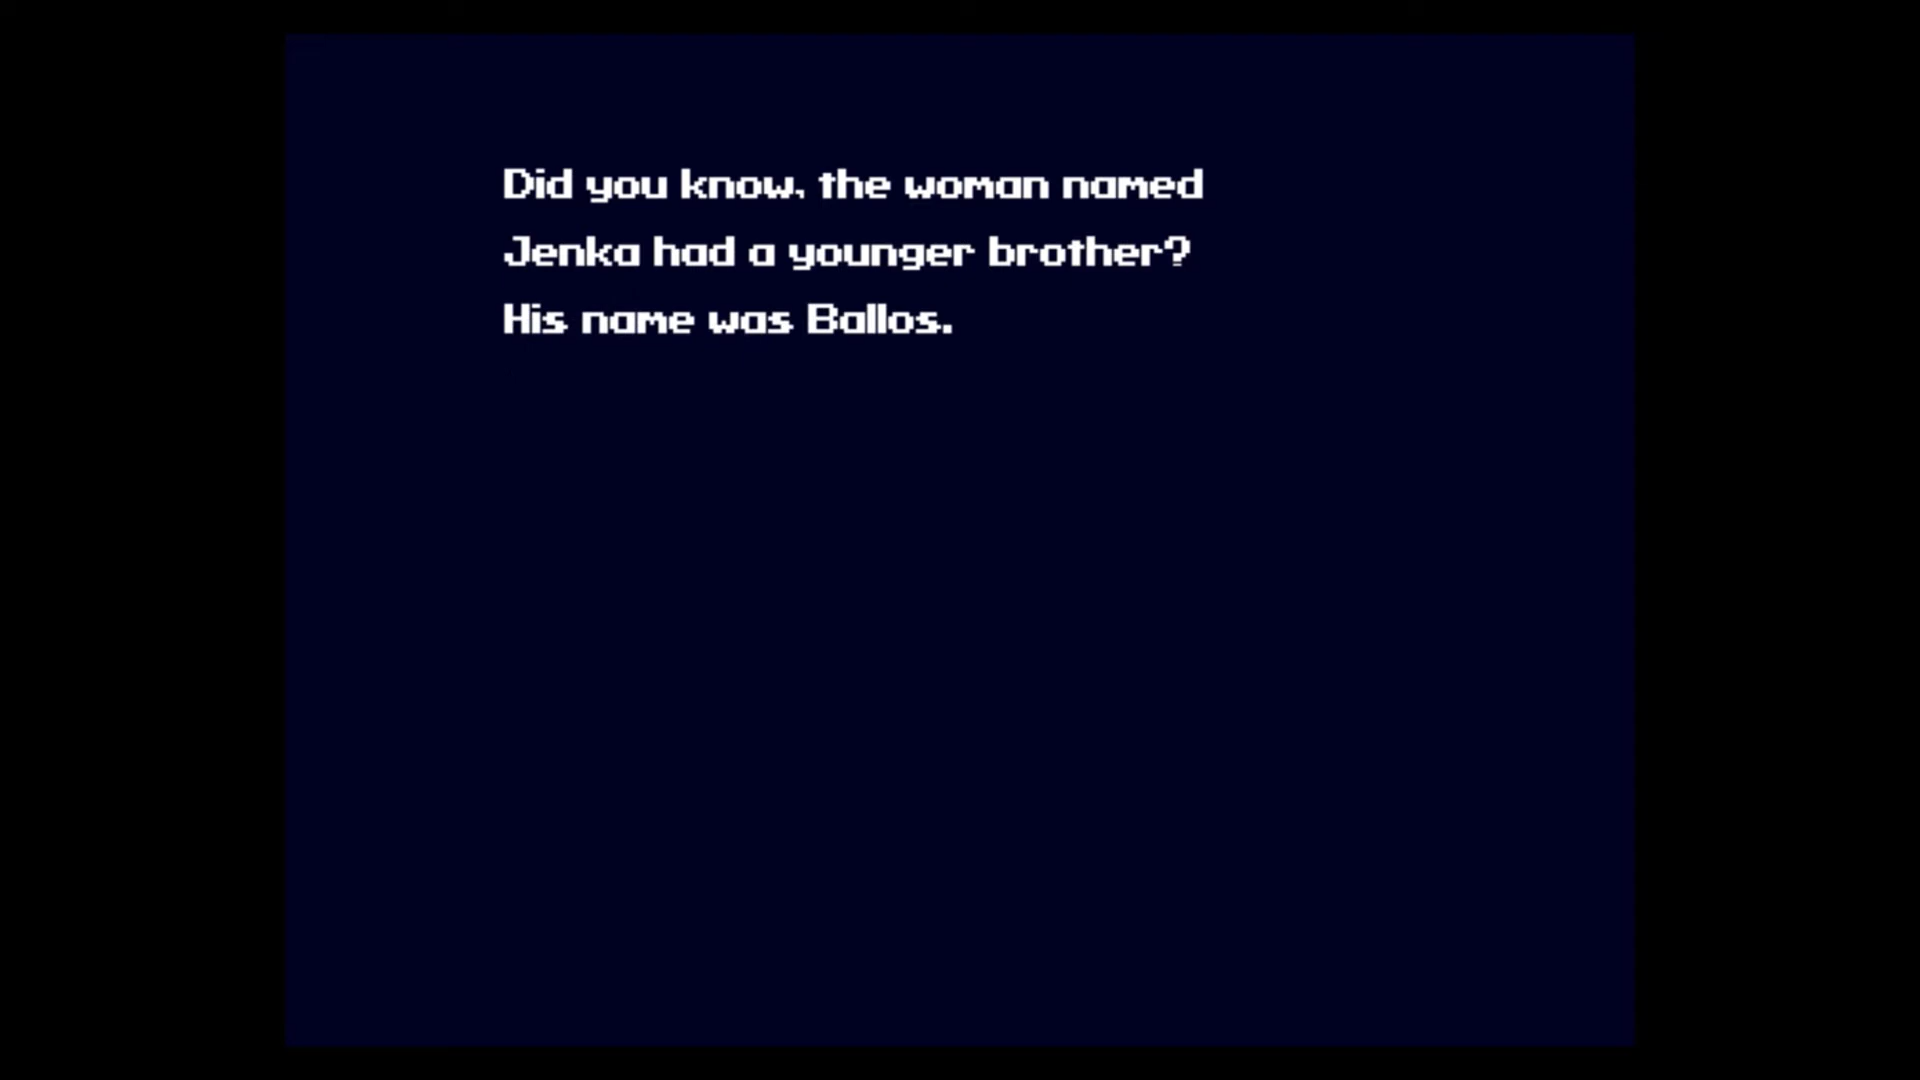 Did you know, the woman named
Jenka had a younger brother?
His name was Ballos.